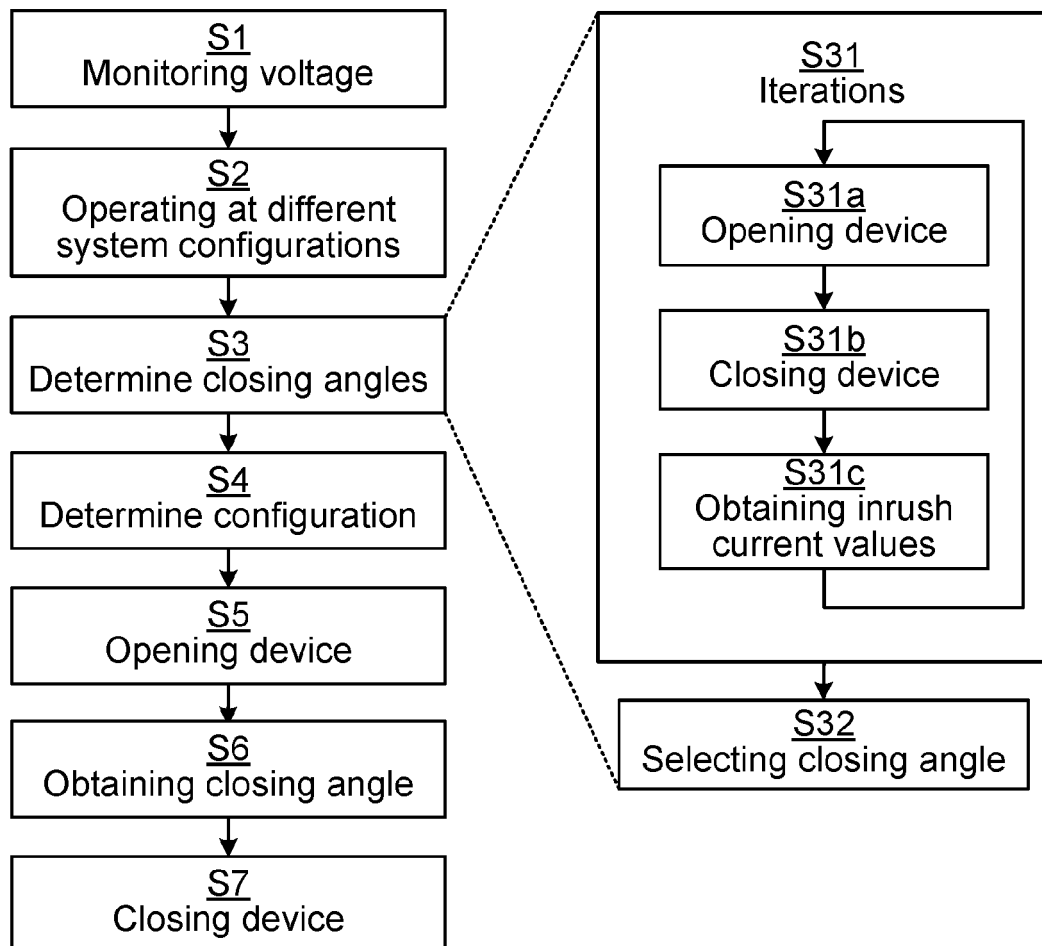 S1
Monitoring voltage
S2
Operating at different
system configurations
S3
Determine closing angles
S4
Determine configuration
S5
Opening device
S6
Obtaining closing angle
S7
Closing device
S31
Iterations
S31a
Opening device
S31b
Closing device
S31c
Obtaining inrush
current values
S32
Selecting closing angle